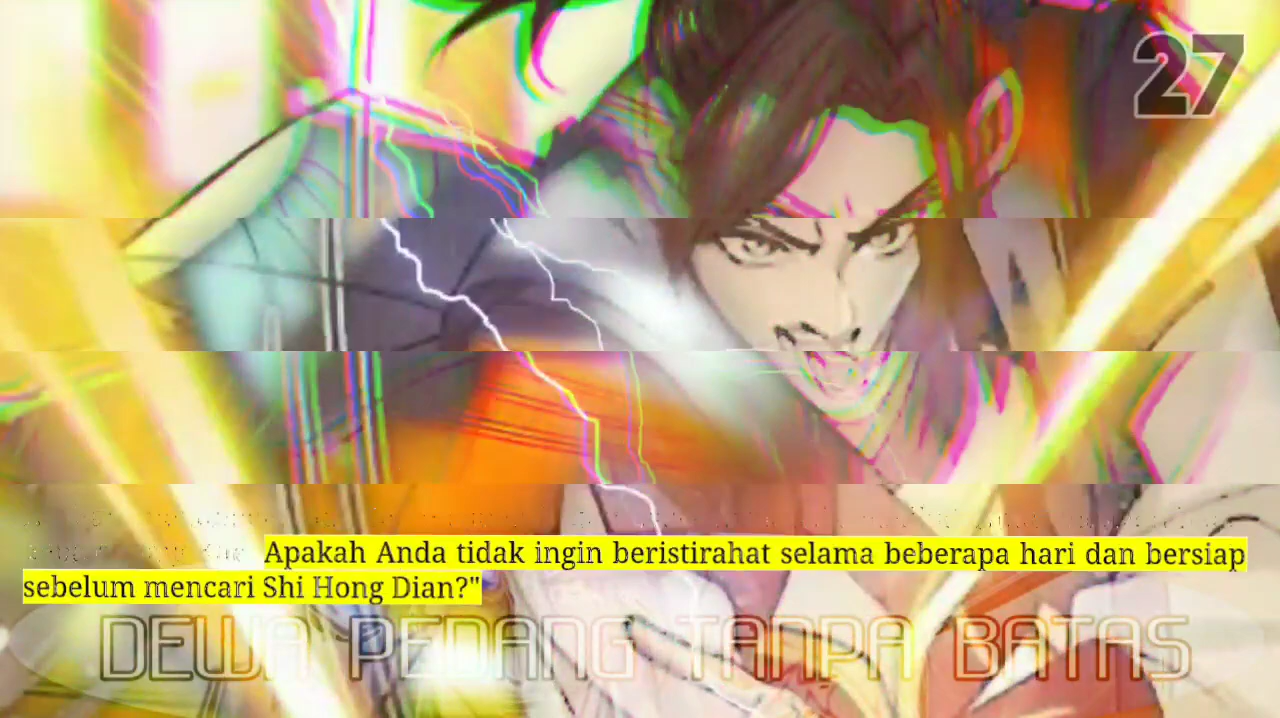 27
Apakah Anda tidak ingin beristirahat selama beberapa hari dan bersiap
sebelum mencari Shi Hong Dian?"
DEWA PEDANG TANPA BATAS